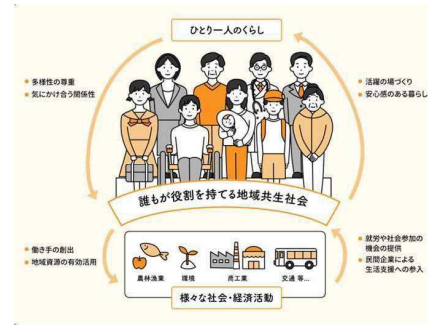 ひとり一人のくらし
● 多様性の尊重
● 気にかけ合う関係性
● 活躍の場づくり
● 安心感のある暮らし
誰もが役割を持てる地域共生社会
● 働き手の創出
● 地域資源の有効活用
● 就労や社会参加の
機会の提供
● 民間企業による
生活支援への参入
農林漁業
環境
商工業
交通 等...
様々な社会・経済活動